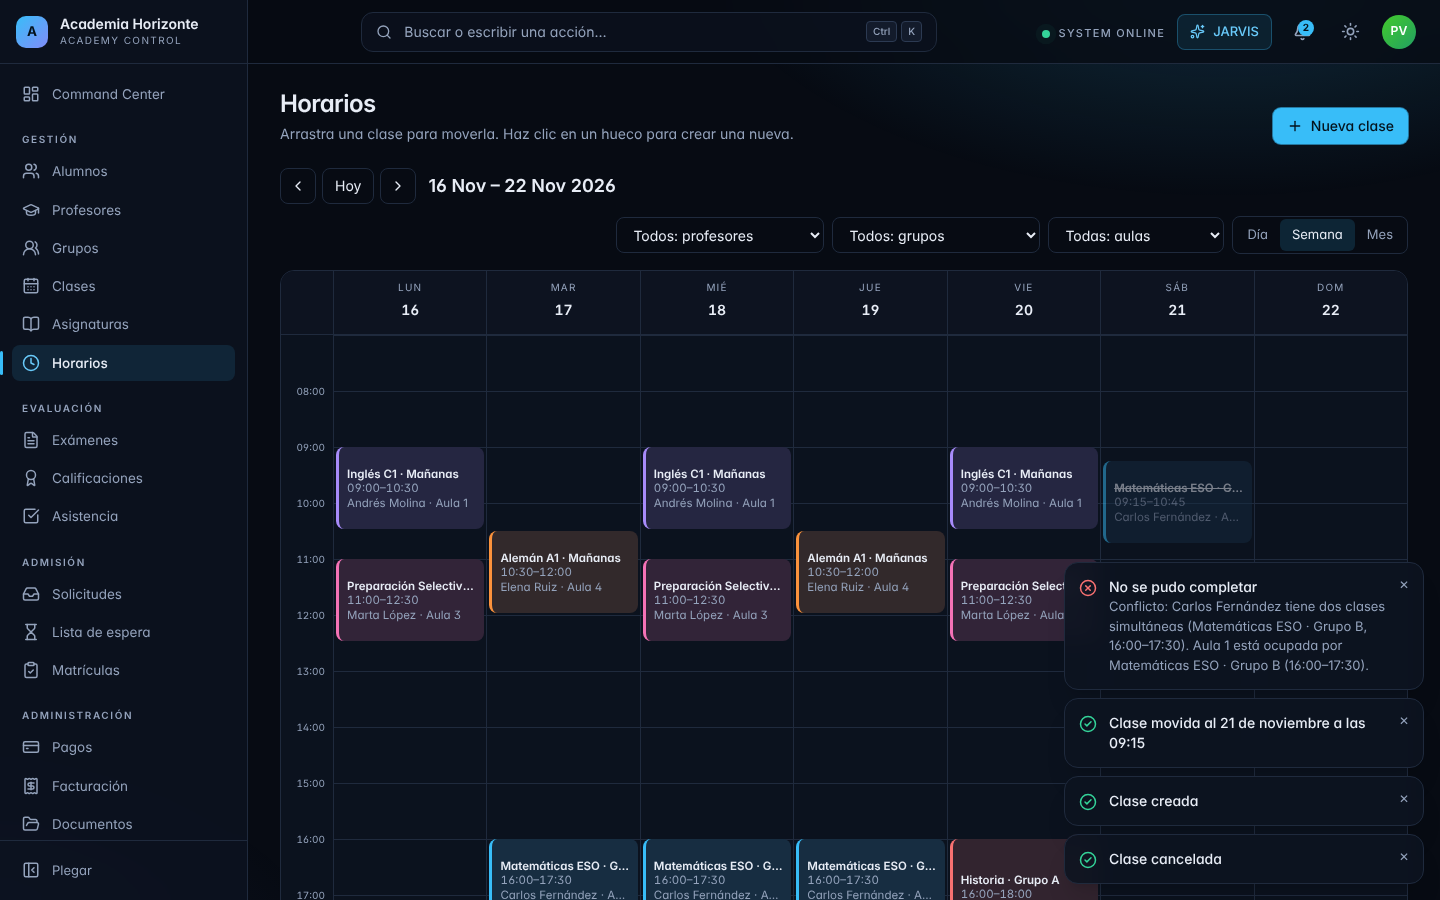 A
Academia Horizonte
ACADEMY CONTROL
Buscar o escribir una acción...
Ctrl K
SYSTEM ONLINE
JARVIS
2
PV
Command Center
GESTIÓN
Alumnos
Profesores
Grupos
Clases
Asignaturas
Horarios
EVALUACIÓN
Exámenes
Calificaciones
Asistencia
ADMISIÓN
Solicitudes
Lista de espera
Matrículas
ADMINISTRACIÓN
Pagos
Facturación
Documentos
Plegar
Horarios
Arrastra una clase para moverla. Haz clic en un hueco para crear una nueva.
+ Nueva clase
Hoy
16 Nov – 22 Nov 2026
Todos: profesores
Todos: grupos
Todas: aulas
Día Semana Mes
LUN MAR MIÉ JUE VIE SÁB DOM
16 17 18 19 20 21 22
08:00
09:00
10:00
11:00
12:00
13:00
14:00
15:00
16:00
17:00
Inglés C1 · Mañanas
09:00–10:30
Andrés Molina · Aula 1
Preparación Selectiv...
11:00–12:30
Marta López · Aula 3
Alemán A1 · Mañanas
10:30–12:00
Elena Ruiz · Aula 4
Matemáticas ESO · G...
16:00–17:30
Carlos Fernández · A...
Inglés C1 · Mañanas
09:00–10:30
Andrés Molina · Aula 1
Preparación Selectiv...
11:00–12:30
Marta López · Aula 3
Matemáticas ESO · G...
16:00–17:30
Carlos Fernández · A...
Alemán A1 · Mañanas
10:30–12:00
Elena Ruiz · Aula 4
Matemáticas ESO · G...
16:00–17:30
Carlos Fernández · A...
Inglés C1 · Mañanas
09:00–10:30
Andrés Molina · Aula 1
Preparación Select
11:00–12:30
Marta López · Aula
Historia · Grupo A
16:00–18:00
Matemáticas ESO · G...
09:15–10:45
Carlos Fernández · A...
No se pudo completar
Conflicto: Carlos Fernández tiene dos clases
simultáneas (Matemáticas ESO · Grupo B,
16:00–17:30). Aula 1 está ocupada por
Matemáticas ESO · Grupo B (16:00–17:30).
Clase movida al 21 de noviembre a las
09:15
Clase creada
Clase cancelada